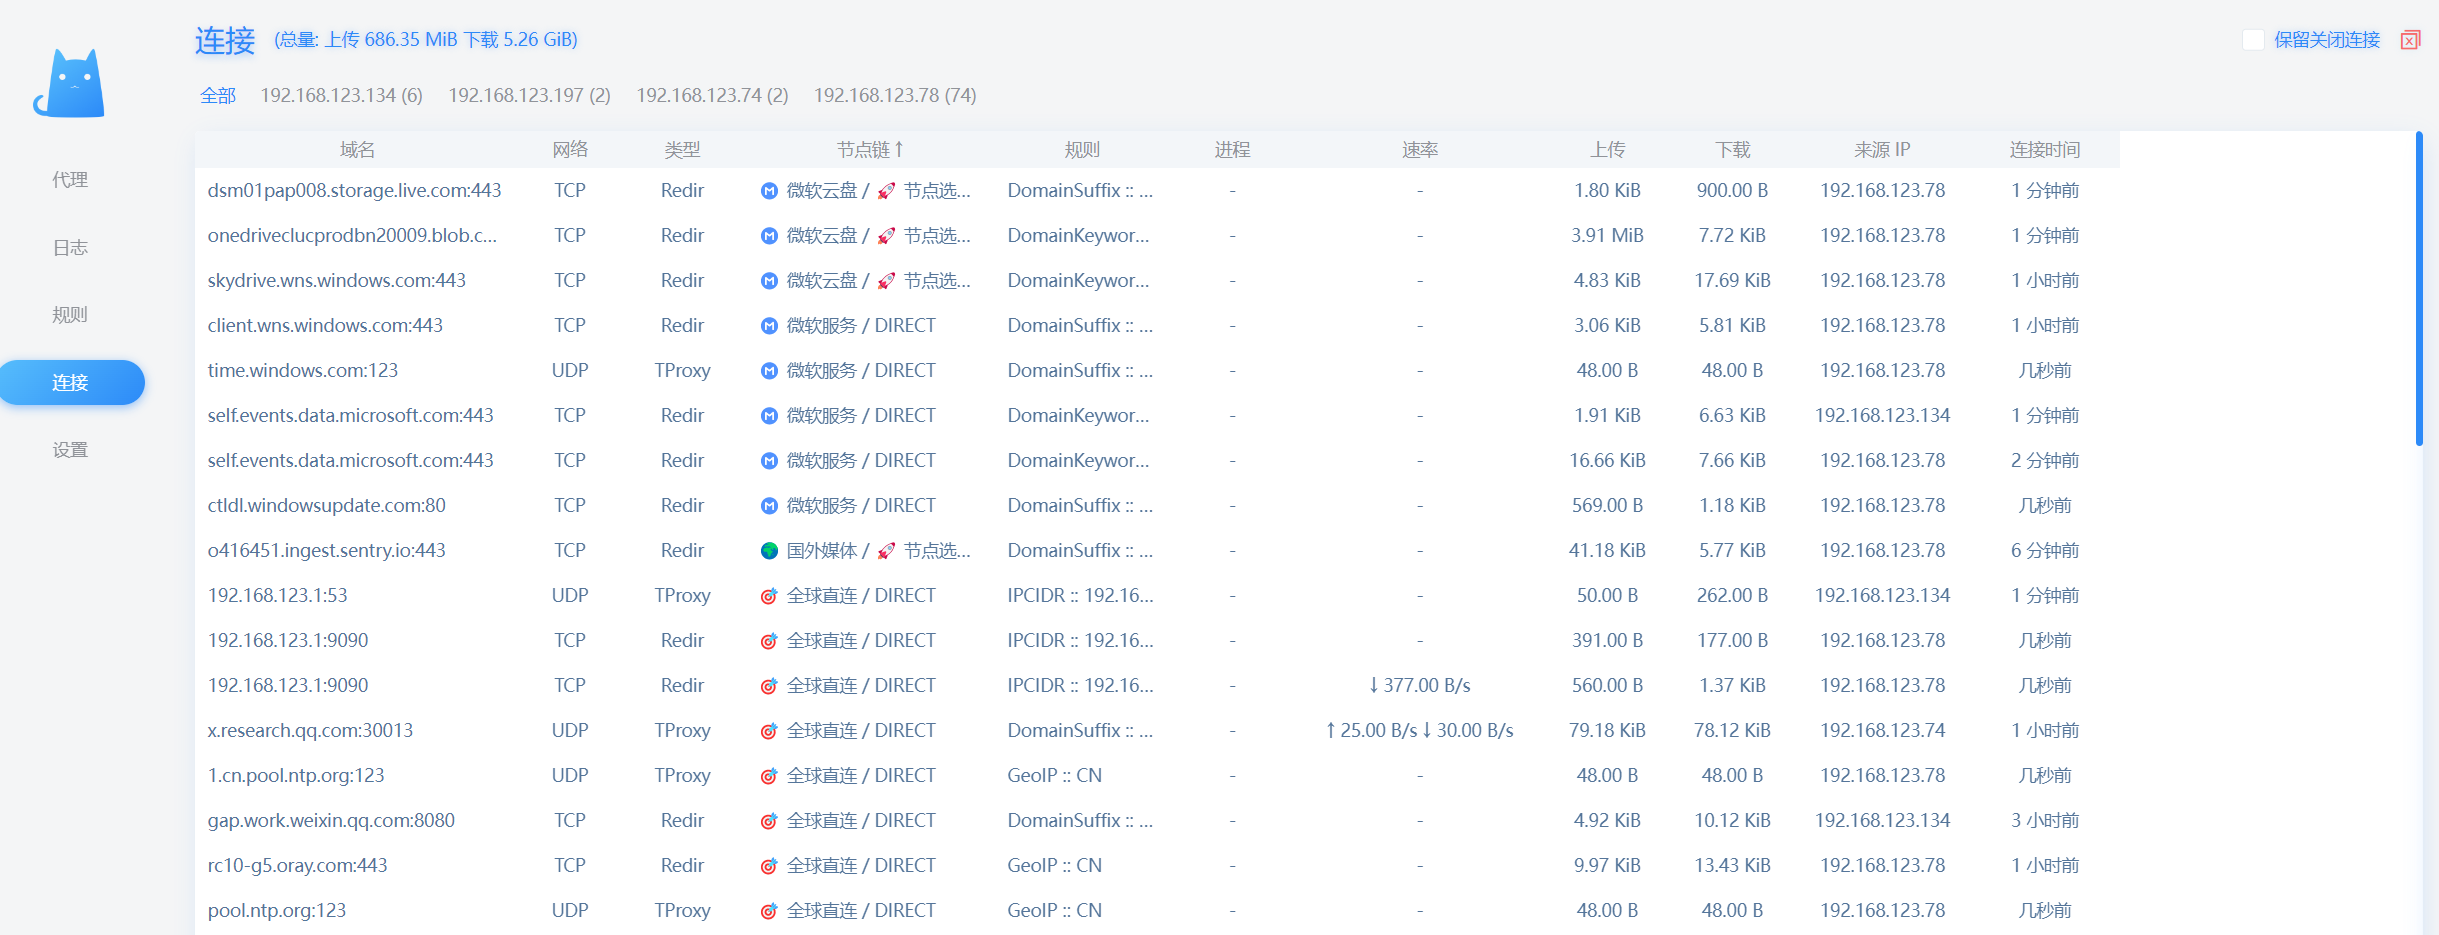 连接 (总量: 上传 686.35 MiB 下载 5.26 GiB) 保留关闭连接
全部 192.168.123.134 (6) 192.168.123.197 (2) 192.168.123.74 (2) 192.168.123.78 (74)
代理
日志
规则
连接
设置
域名 网络 类型 节点链↑ 规则 进程 速率 上传 下载 来源 IP 连接时间
dsm01pap008.storage.live.com:443 TCP Redir Ⓜ️ 微软云盘 / 🚀 节点选... DomainSuffix :: ... - - 1.80 KiB 900.00 B 192.168.123.78 1 分钟前
onedriveclucprodbn20009.blob.c... TCP Redir Ⓜ️ 微软云盘 / 🚀 节点选... DomainKeywor... - - 3.91 MiB 7.72 KiB 192.168.123.78 1 分钟前
skydrive.wns.windows.com:443 TCP Redir Ⓜ️ 微软云盘 / 🚀 节点选... DomainKeywor... - - 4.83 KiB 17.69 KiB 192.168.123.78 1 小时前
client.wns.windows.com:443 TCP Redir Ⓜ️ 微软服务 / DIRECT DomainSuffix :: ... - - 3.06 KiB 5.81 KiB 192.168.123.78 1 小时前
time.windows.com:123 UDP TProxy Ⓜ️ 微软服务 / DIRECT DomainSuffix :: ... - - 48.00 B 48.00 B 192.168.123.78 几秒前
self.events.data.microsoft.com:443 TCP Redir Ⓜ️ 微软服务 / DIRECT DomainKeywor... - - 1.91 KiB 6.63 KiB 192.168.123.134 1 分钟前
self.events.data.microsoft.com:443 TCP Redir Ⓜ️ 微软服务 / DIRECT DomainKeywor... - - 16.66 KiB 7.66 KiB 192.168.123.78 2 分钟前
ctldl.windowsupdate.com:80 TCP Redir Ⓜ️ 微软服务 / DIRECT DomainSuffix :: ... - - 569.00 B 1.18 KiB 192.168.123.78 几秒前
o416451.ingest.sentry.io:443 TCP Redir 🌍 国外媒体 / 🚀 节点选... DomainSuffix :: ... - - 41.18 KiB 5.77 KiB 192.168.123.78 6 分钟前
192.168.123.1:53 UDP TProxy 🎯 全球直连 / DIRECT IPCIDR :: 192.16... - - 50.00 B 262.00 B 192.168.123.134 1 分钟前
192.168.123.1:9090 TCP Redir 🎯 全球直连 / DIRECT IPCIDR :: 192.16... - - 391.00 B 177.00 B 192.168.123.78 几秒前
192.168.123.1:9090 TCP Redir 🎯 全球直连 / DIRECT IPCIDR :: 192.16... - ↓ 377.00 B/s 560.00 B 1.37 KiB 192.168.123.78 几秒前
x.research.qq.com:30013 UDP TProxy 🎯 全球直连 / DIRECT DomainSuffix :: ... - ↑ 25.00 B/s ↓ 30.00 B/s 79.18 KiB 78.12 KiB 192.168.123.74 1 小时前
1.cn.pool.ntp.org:123 UDP TProxy 🎯 全球直连 / DIRECT GeoIP :: CN - - 48.00 B 48.00 B 192.168.123.78 几秒前
gap.work.weixin.qq.com:8080 TCP Redir 🎯 全球直连 / DIRECT DomainSuffix :: ... - - 4.92 KiB 10.12 KiB 192.168.123.134 3 小时前
rc10-g5.oray.com:443 TCP Redir 🎯 全球直连 / DIRECT GeoIP :: CN - - 9.97 KiB 13.43 KiB 192.168.123.78 1 小时前
pool.ntp.org:123 UDP TProxy 🎯 全球直连 / DIRECT GeoIP :: CN - - 48.00 B 48.00 B 192.168.123.78 几秒前